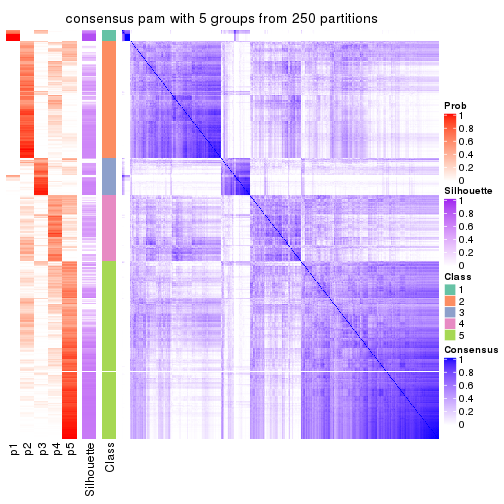 consensus pam with 5 groups from 250 partitions
Prob
1
0.8
0.6
0.4
0.2
0
Silhouette
1
0.8
0.6
0.4
0.2
0
Class
1
2
3
4
5
Consensus
1
0.8
0.6
0.4
0.2
0
p1
p2
p3
p4
p5
Silhouette
Class